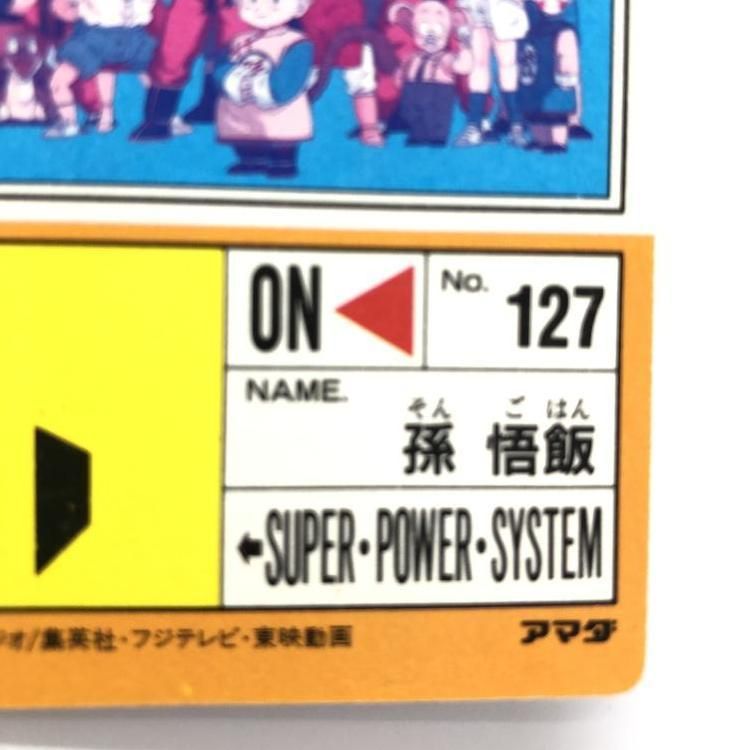 ON
No. 127
NAME.
そん ご はん
孫 悟飯
←SUPER・POWER・SYSTEM
オ/集英社・フジテレビ・東映動画
アマダ